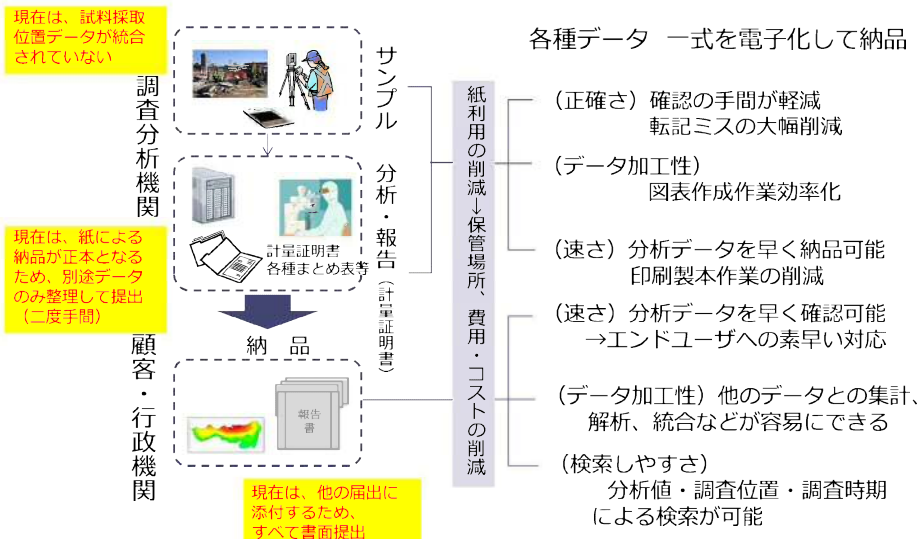 現在は、試料採取
位置データが統合
されていない
調査分析機関
サンプル
分析・報告(計量証明書)
計量証明書
各種まとめ表等
現在は、紙による
納品が正本となる
ため、別途データ
のみ整理して提出
(二度手間)
納 品
顧客・行政機関
報告
書
現在は、他の届出に
添付するため、
すべて書面提出
紙利用の削減→保管場所、費用・コストの削減
各種データ 一式を電子化して納品
(正確さ)確認の手間が軽減
転記ミスの大幅削減
(データ加工性)
図表作成作業効率化
(速さ)分析データを早く納品可能
印刷製本作業の削減
(速さ)分析データを早く確認可能
→エンドユーザへの素早い対応
(データ加工性)他のデータとの集計、
解析、統合などが容易にできる
(検索しやすさ)
分析値・調査位置・調査時期
による検索が可能